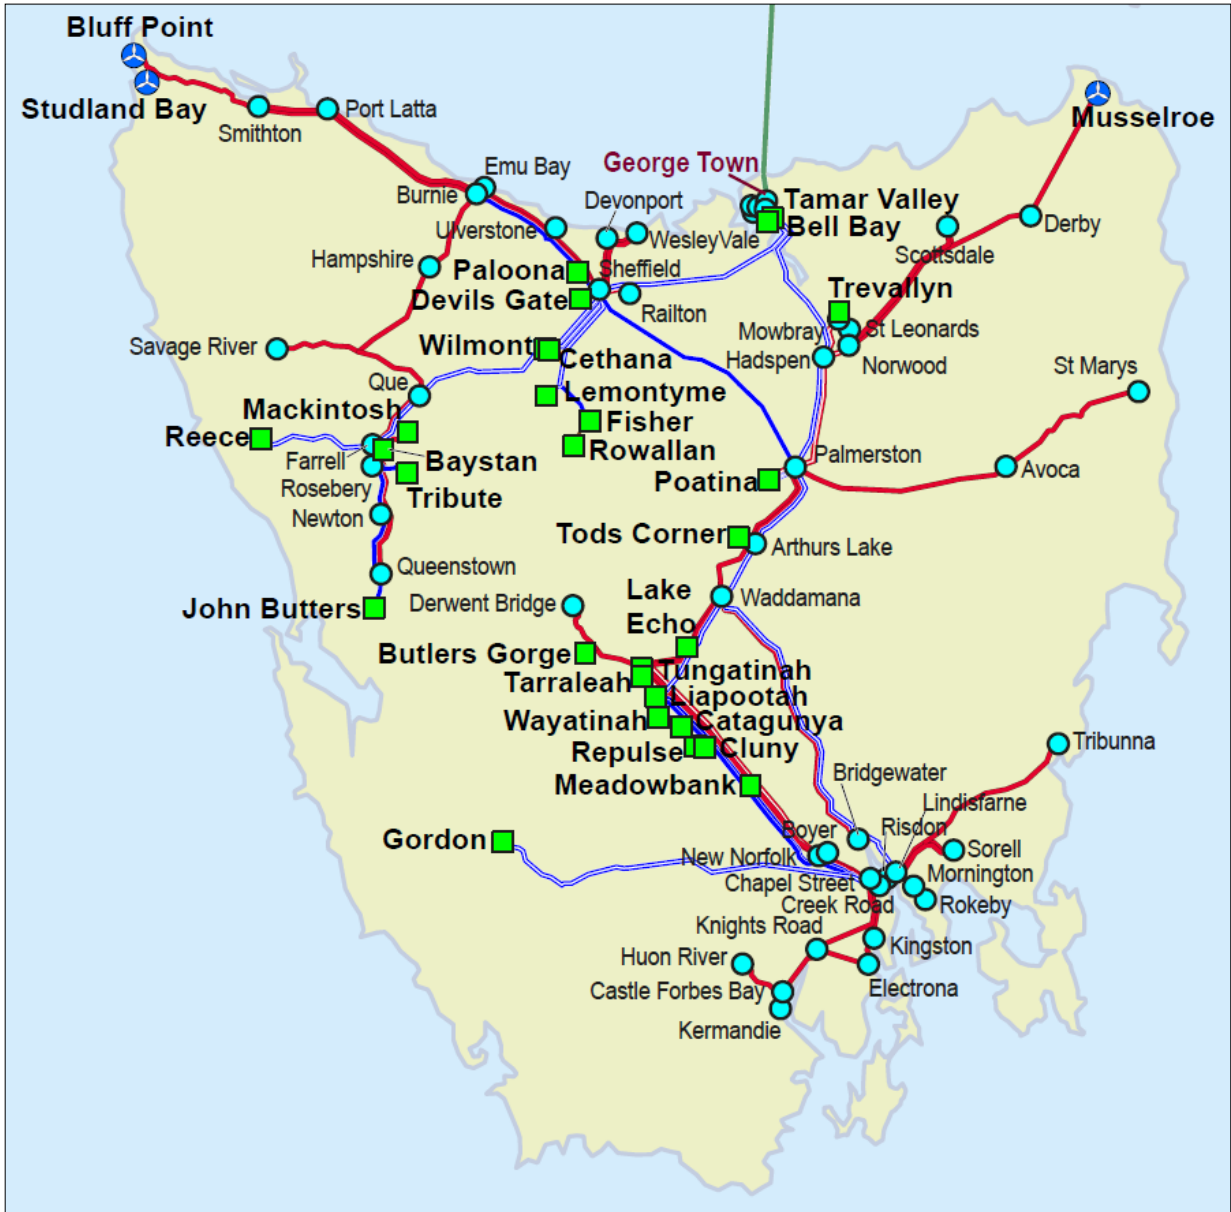 Bluff Point
Studland Bay
Smithton
Port Latta
Musselroe
Emu Bay
Burnie
George Town
Devonport
Tamar Valley
Bell Bay
Ulverstone
WesleyVale
Scottsdale
Derby
Hampshire
Paloona
Sheffield
Devils Gate
Railton
Trevallyn
Mowbray
St Leonards
Savage River
Wilmont
Cethana
Hadspen
Norwood
St Marys
Que
Lemontyme
Mackintosh
Fisher
Reece
Rowallan
Farrell
Baystan
Palmerston
Avoca
Rosebery
Tribute
Poatina
Newton
Tods Corner
Arthurs Lake
Queenstown
Lake
Echo
Waddamana
John Butters
Derwent Bridge
Butlers Gorge
Tungatinah
Tarraleah
Liapootah
Wayatinah
Catagunya
Repulse
Cluny
Tribunna
Meadowbank
Bridgewater
Lindisfarne
Gordon
Boyer
Risdon
New Norfolk
Sorell
Chapel Street
Mornington
Creek Road
Rokeby
Knights Road
Kingston
Huon River
Electrona
Castle Forbes Bay
Kermandie